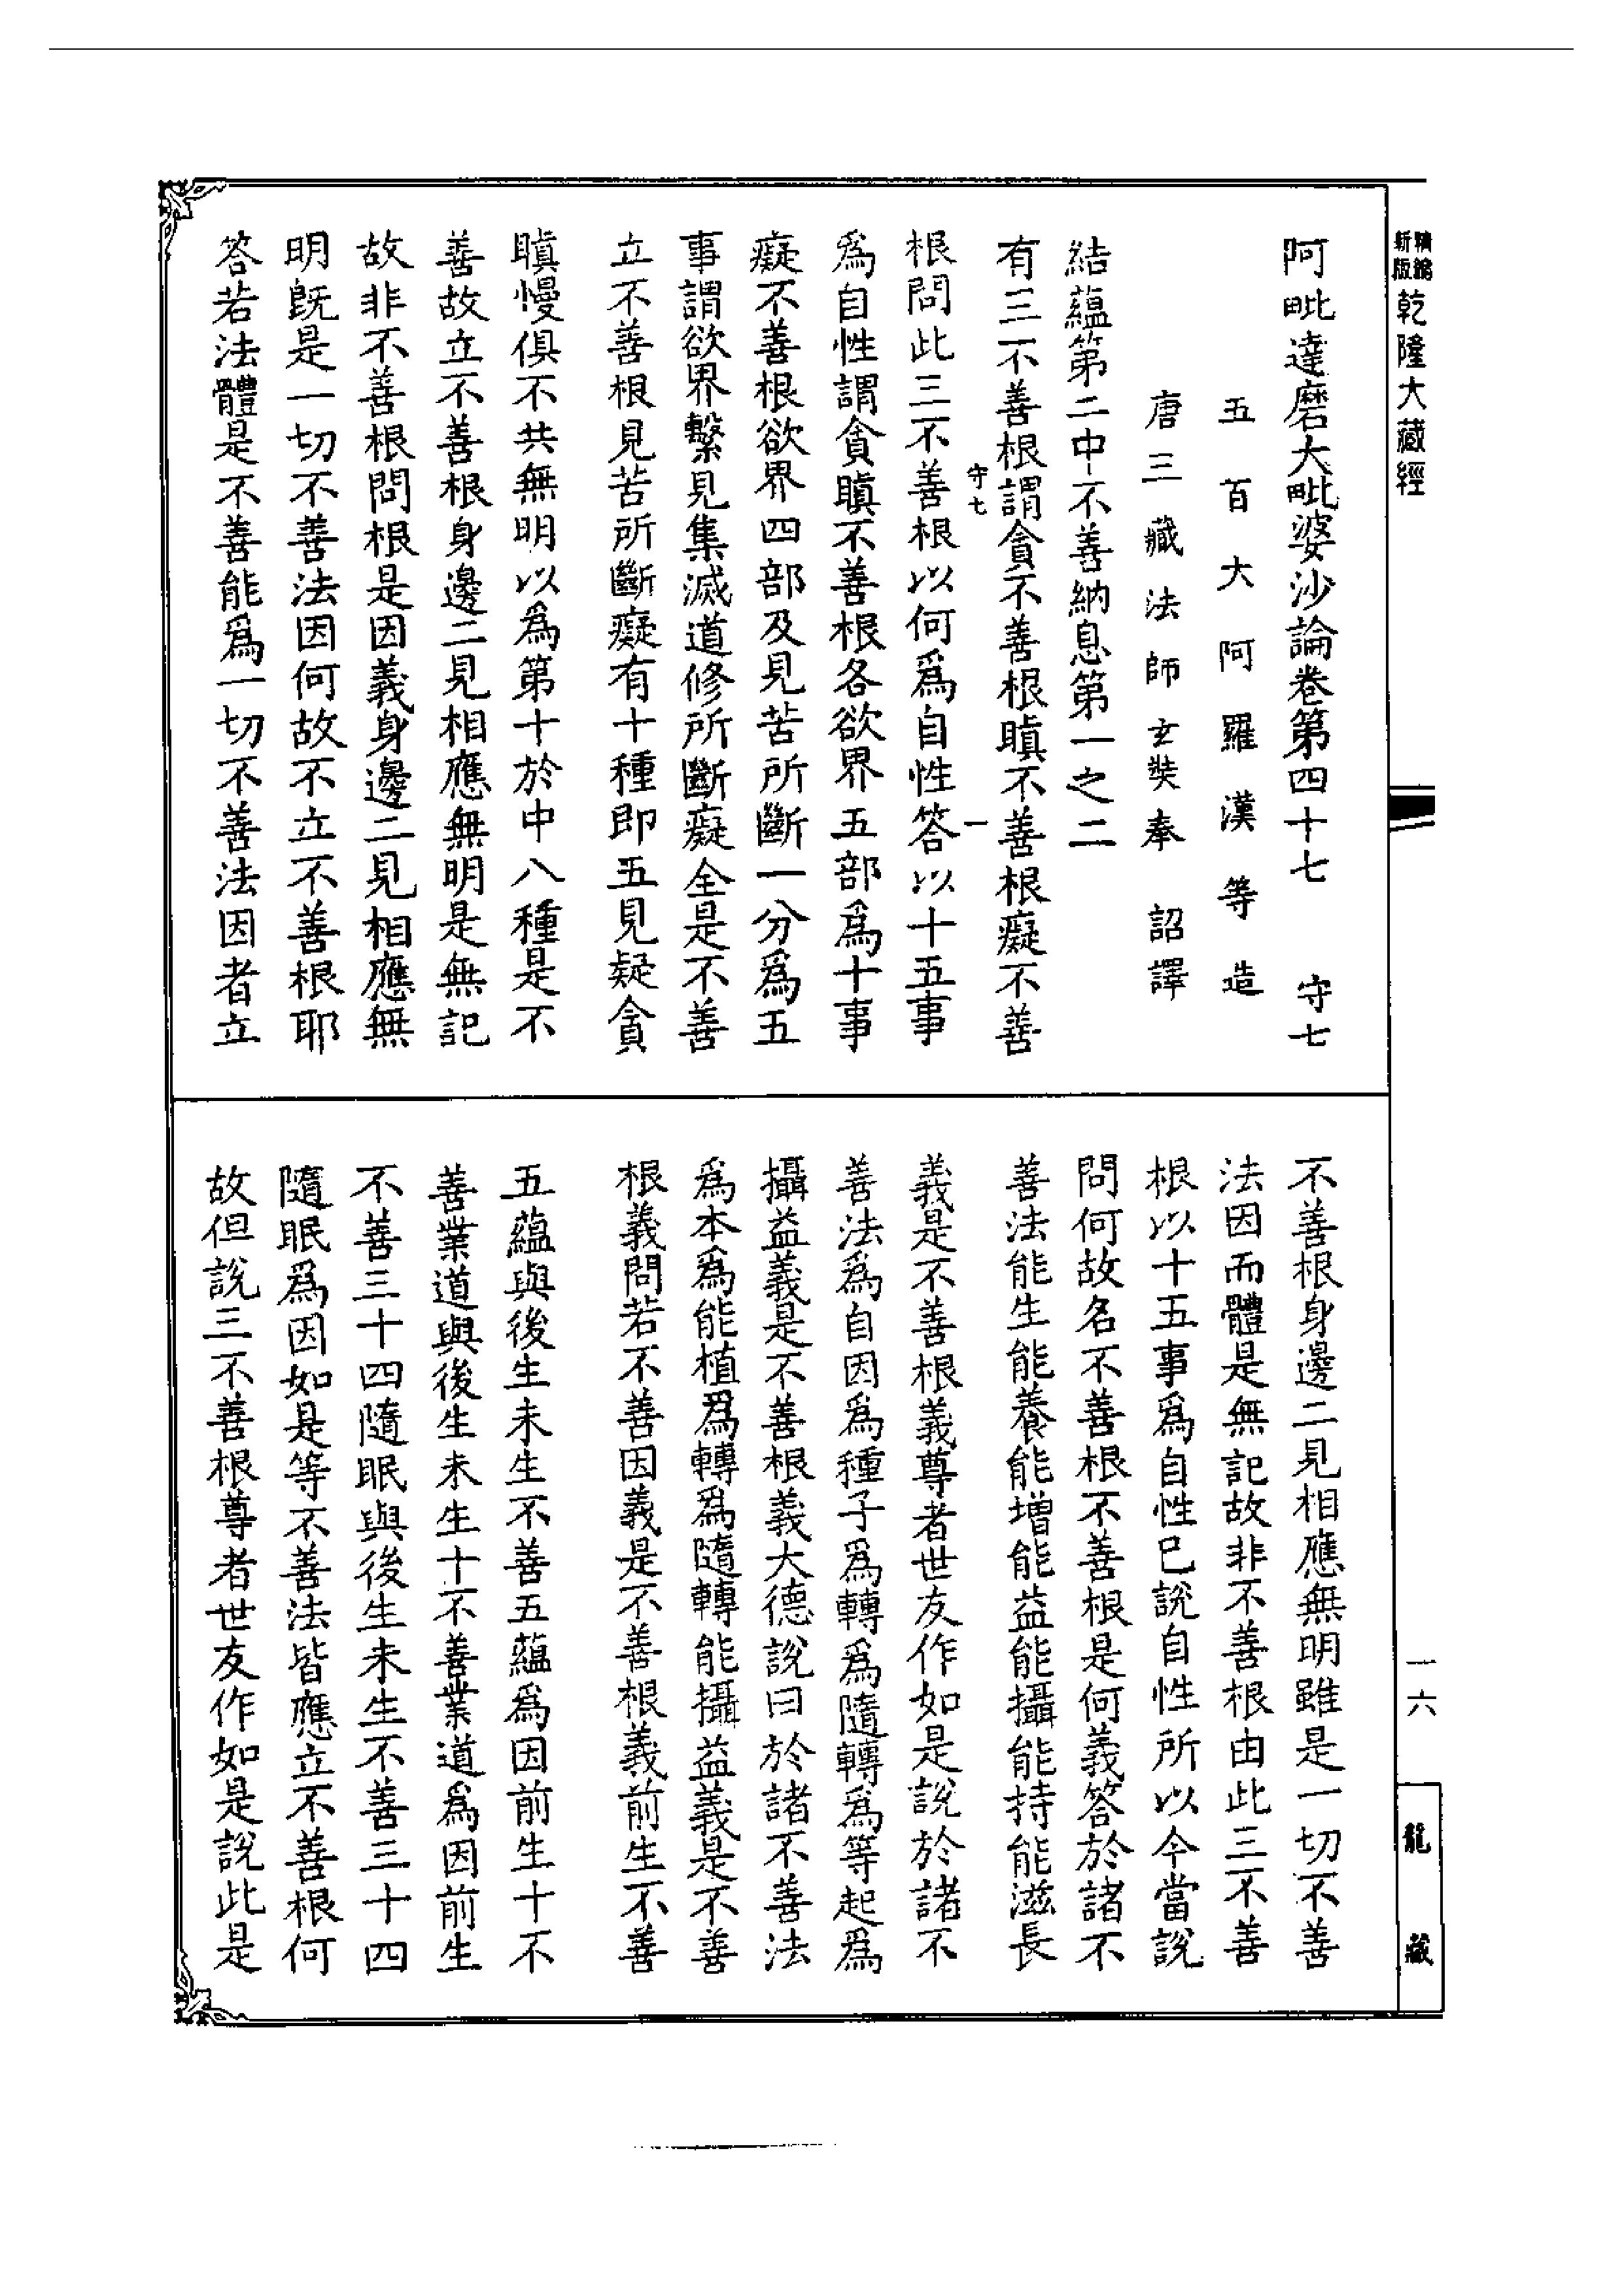 精編
新版
乾隆大藏經
阿毗達磨大毗婆沙論卷第四十七 守七
五百大阿羅漢等造
唐三藏法師玄奘奉 詔譯
結蘊第二中不善納息第一之二
有三不善根謂貪不善根瞋不善根癡不善
守七 一
根問此三不善根以何爲自性答以十五事
爲自性謂貪瞋不善根各欲界五部爲十事
癡不善根欲界四部及見苦所斷一分爲五
事謂欲界繫見集滅道修所斷癡全是不善
立不善根見苦所斷癡有十種即五見疑貪
瞋慢俱不共無明以爲第十於中八種是不
善故立不善根身邊二見相應無明是無記
故非不善根問根是因義身邊二見相應無
明既是一切不善法因何故不立不善根耶
答若法體是不善能爲一切不善法因者立
不善根身邊二見相應無明雖是一切不善
法因而體是無記故非不善根由此三不善
根以十五事爲自性已說自性所以今當說
問何故名不善根不善根是何義答於諸不
善法能生能養能增能益能攝能持能滋長
義是不善根義尊者世友作如是說於諸不
善法爲自因爲種子爲轉爲隨轉爲等起爲
攝益義是不善根義大德說曰於諸不善法
爲本爲能植爲轉爲隨轉能攝益義是不善
根義問若不善因義是不善根義前生不善
五蘊與後生未生不善五蘊爲因前生十不
善業道與後生未生十不善業道爲因前生
不善三十四隨眠與後生未生不善三十四
隨眠爲因如是等不善法皆應立不善根何
故但說三不善根尊者世友作如是說此是
一六
龍藏